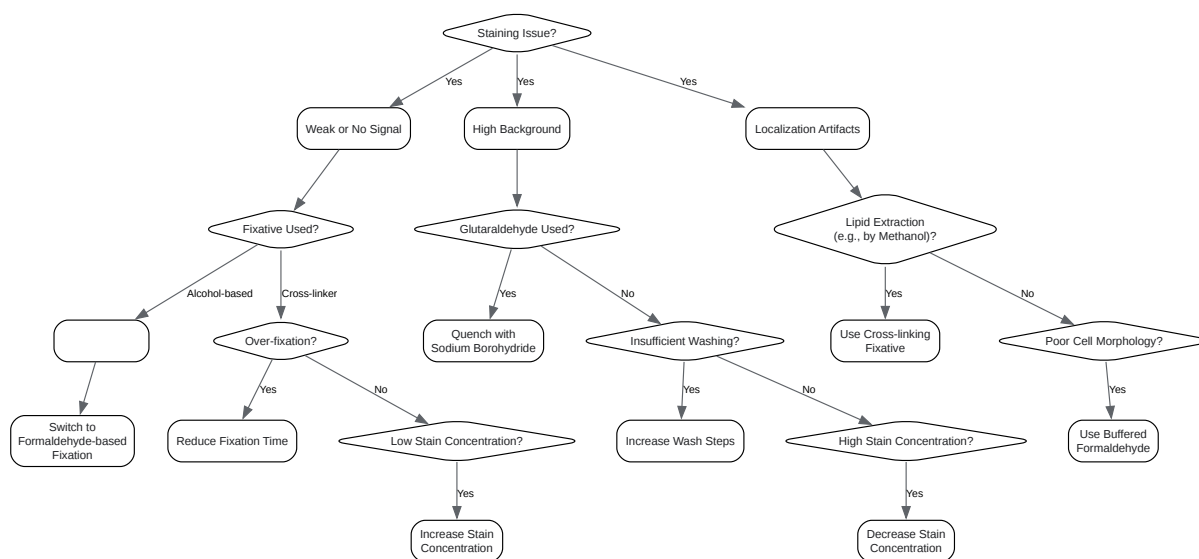 Staining Issue?
Yes
Yes
Yes
Weak or No Signal
High Background
Localization Artifacts
Fixative Used?
Glutaraldehyde Used?
Lipid Extraction
(e.g., by Methanol)?
Alcohol-based
Cross-linker
Yes
No
Yes
No
Over-fixation?
Quench with
Sodium Borohydride
Insufficient Washing?
Use Cross-linking
Fixative
Poor Cell Morphology?
Yes
No
Yes
No
Yes
Switch to
Formaldehyde-based
Fixation
Reduce Fixation Time
Low Stain Concentration?
Increase Wash Steps
High Stain Concentration?
Use Buffered
Formaldehyde
Yes
Yes
Increase Stain
Concentration
Decrease Stain
Concentration